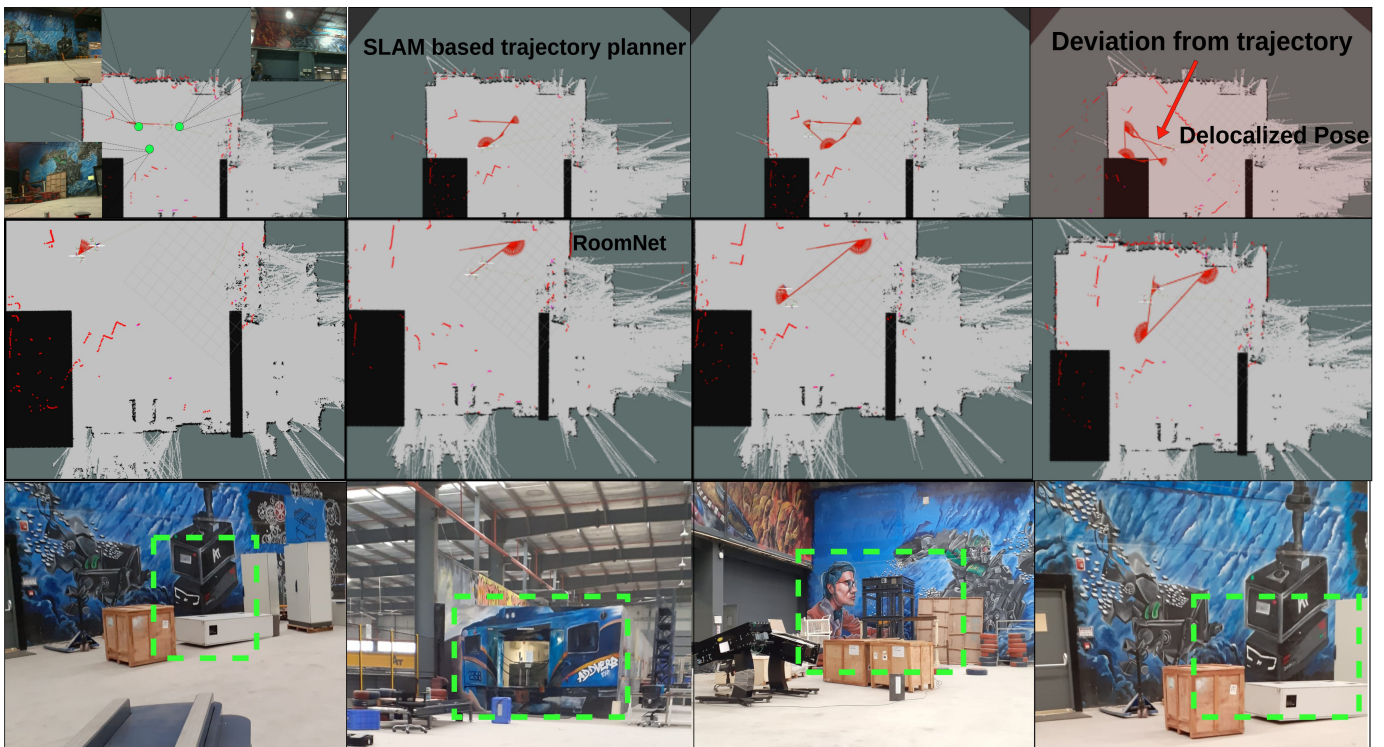 SLAM based trajectory planner
Deviation from trajectory
Delocalized Pose
RoomNet
ADDVERB